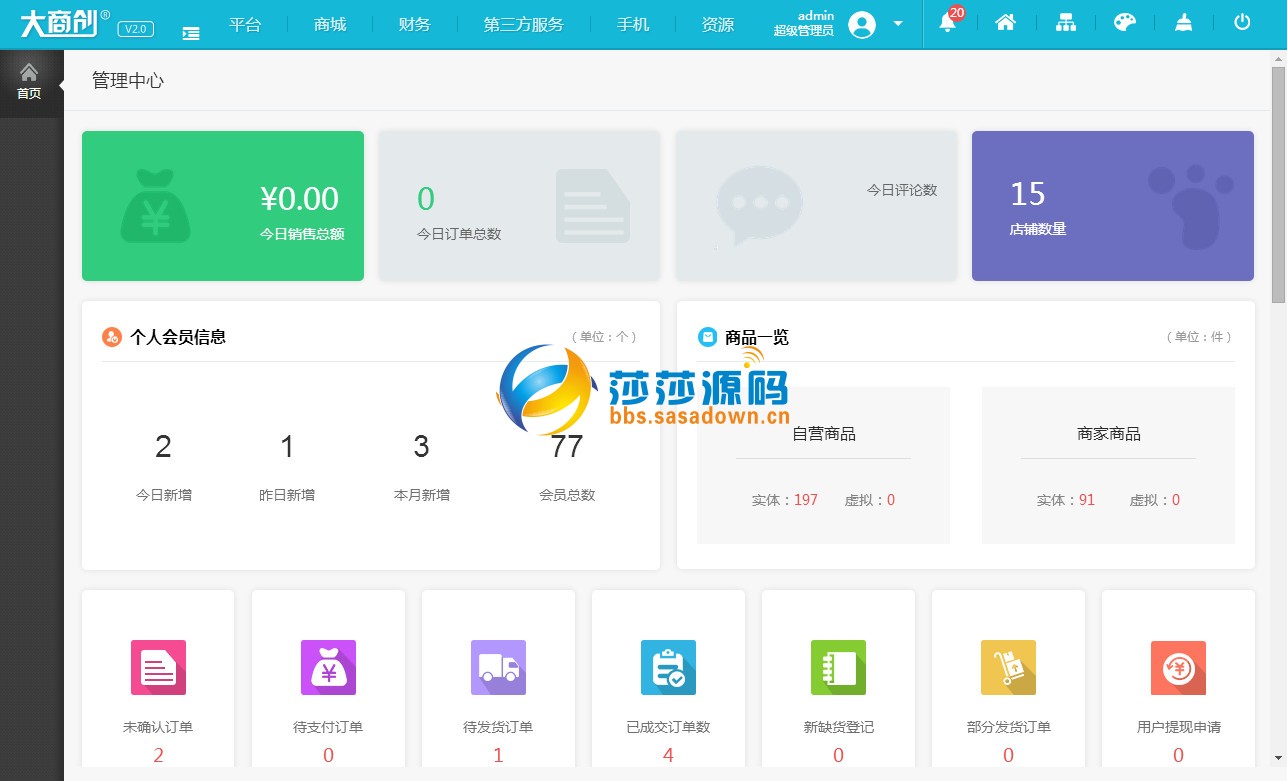 大商创® V2.0 平台 商城 财务 第三方服务 手机 资源 admin 20
超级管理员
首页
管理中心
¥0.00
今日销售总额
0
今日订单总数
今日评论数
15
店铺数量
个人会员信息 （单位：个）
2 1 3 77
今日新增 昨日新增 本月新增 会员总数
商品一览 （单位：件）
莎莎源码
bbs.sasadown.cn
自营商品 商家商品
实体：197 虚拟：0 实体：91 虚拟：0
未确认订单 待支付订单 待发货订单 已成交订单数 新缺货登记 部分发货订单 用户提现申请
2 0 1 4 0 0 0